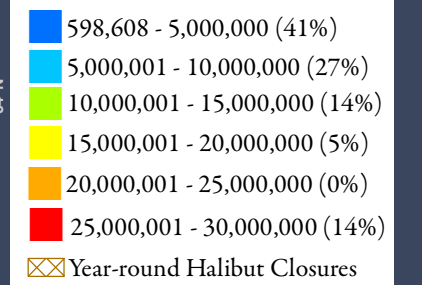 598,608 - 5,000,000 (41%)
5,000,001 - 10,000,000 (27%)
10,000,001 - 15,000,000 (14%)
15,000,001 - 20,000,000 (5%)
20,000,001 - 25,000,000 (0%)
25,000,001 - 30,000,000 (14%)
Year-round Halibut Closures